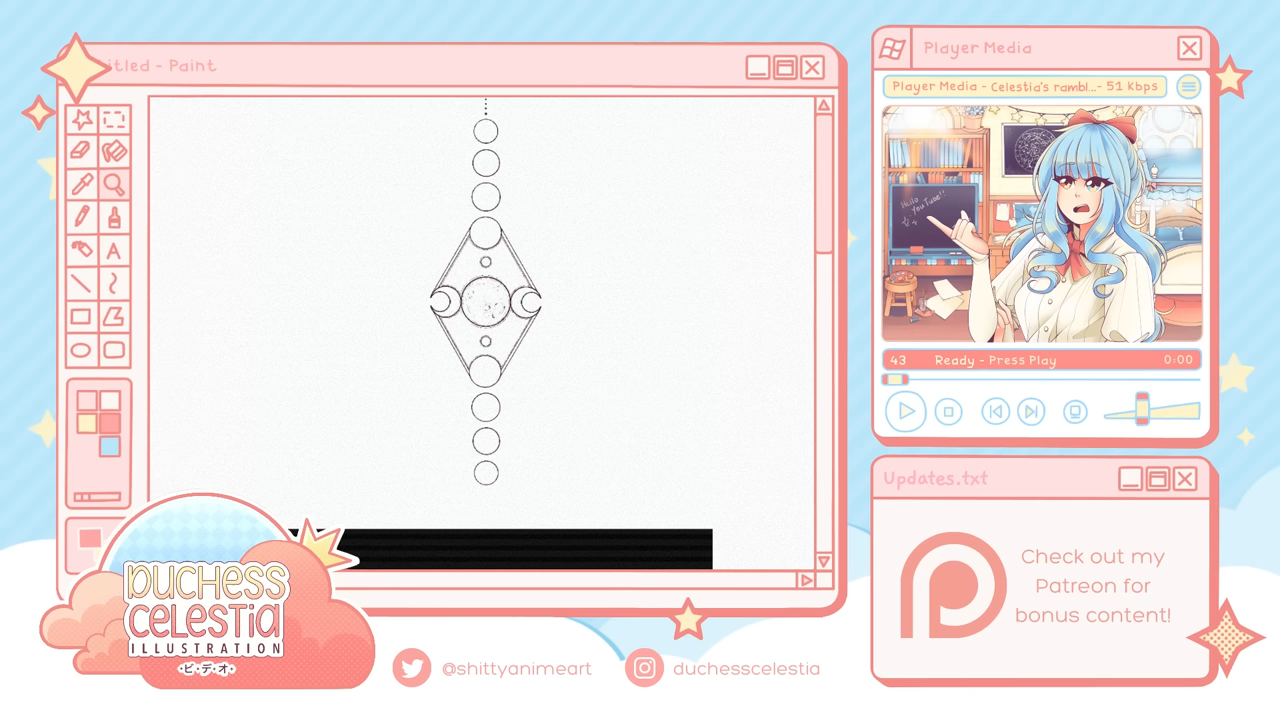 itled - Paint
A
Player Media
Player Media - Celestia's rambl...- 51 Kbps
Hello
YouTube!!
43 Ready - Press Play 0:00
Updates.txt
Check out my
Patreon for
bonus content!
DUCHESS
CELESTIA
ILLUSTRATION
·ビ·デ·オ·
@shittyanimeart duchesscelestia